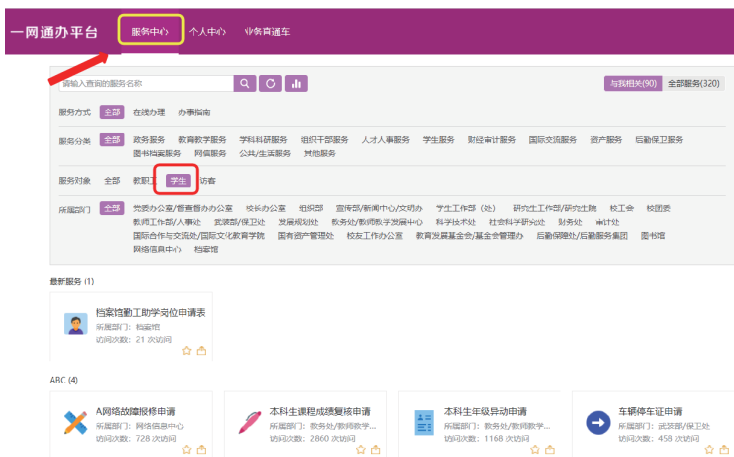 一网通办平台 服务中心 个人中心 业务直通车
请输入查询的服务名称 与我相关(90) 全部服务(320)
服务方式 全部 在线办理 办事指南
服务分类 全部 政务服务 教育教学服务 学科科研服务 组织干部服务 人才人事服务 学生服务 财经审计服务 国际交流服务 资产服务 后勤保卫服务
图书档案服务 网信服务 公共/生活服务 其他服务
服务对象 全部 教职工 学生 访客
所属部门 全部 党委办公室/督查督办办公室 校长办公室 组织部 宣传部/新闻中心/文明办 学生工作部（处） 研究生工作部/研究生院 校工会 校团委
教师工作部/人事处 武装部/保卫处 发展规划处 教务处/教师教学发展中心 科学技术处 社会科学研究处 财务处 审计处
国际合作与交流处/国际文化教育学院 国有资产管理处 校友工作办公室 教育发展基金会/基金会管理办 后勤保障处/后勤服务集团 图书馆
网络信息中心 档案馆
最新服务 (1)
档案馆勤工助学岗位申请表
所属部门：档案馆
访问次数：21 次访问
ABC (4)
A网络故障报修申请 本科生课程成绩复核申请 本科生年级异动申请 车辆停车证申请
所属部门：网络信息中心 所属部门：教务处/教师教学... 所属部门：教务处/教师教学... 所属部门：武装部/保卫处
访问次数：728 次访问 访问次数：2860 次访问 访问次数：1168 次访问 访问次数：458 次访问